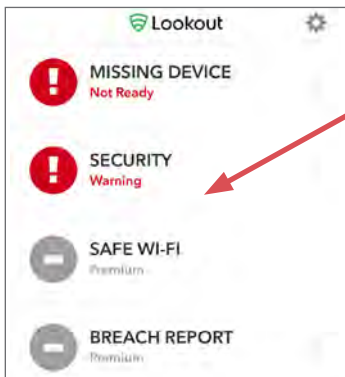 Lookout
MISSING DEVICE
Not Ready
SECURITY
Warning
SAFE WI-FI
Premium
BREACH REPORT
Premium